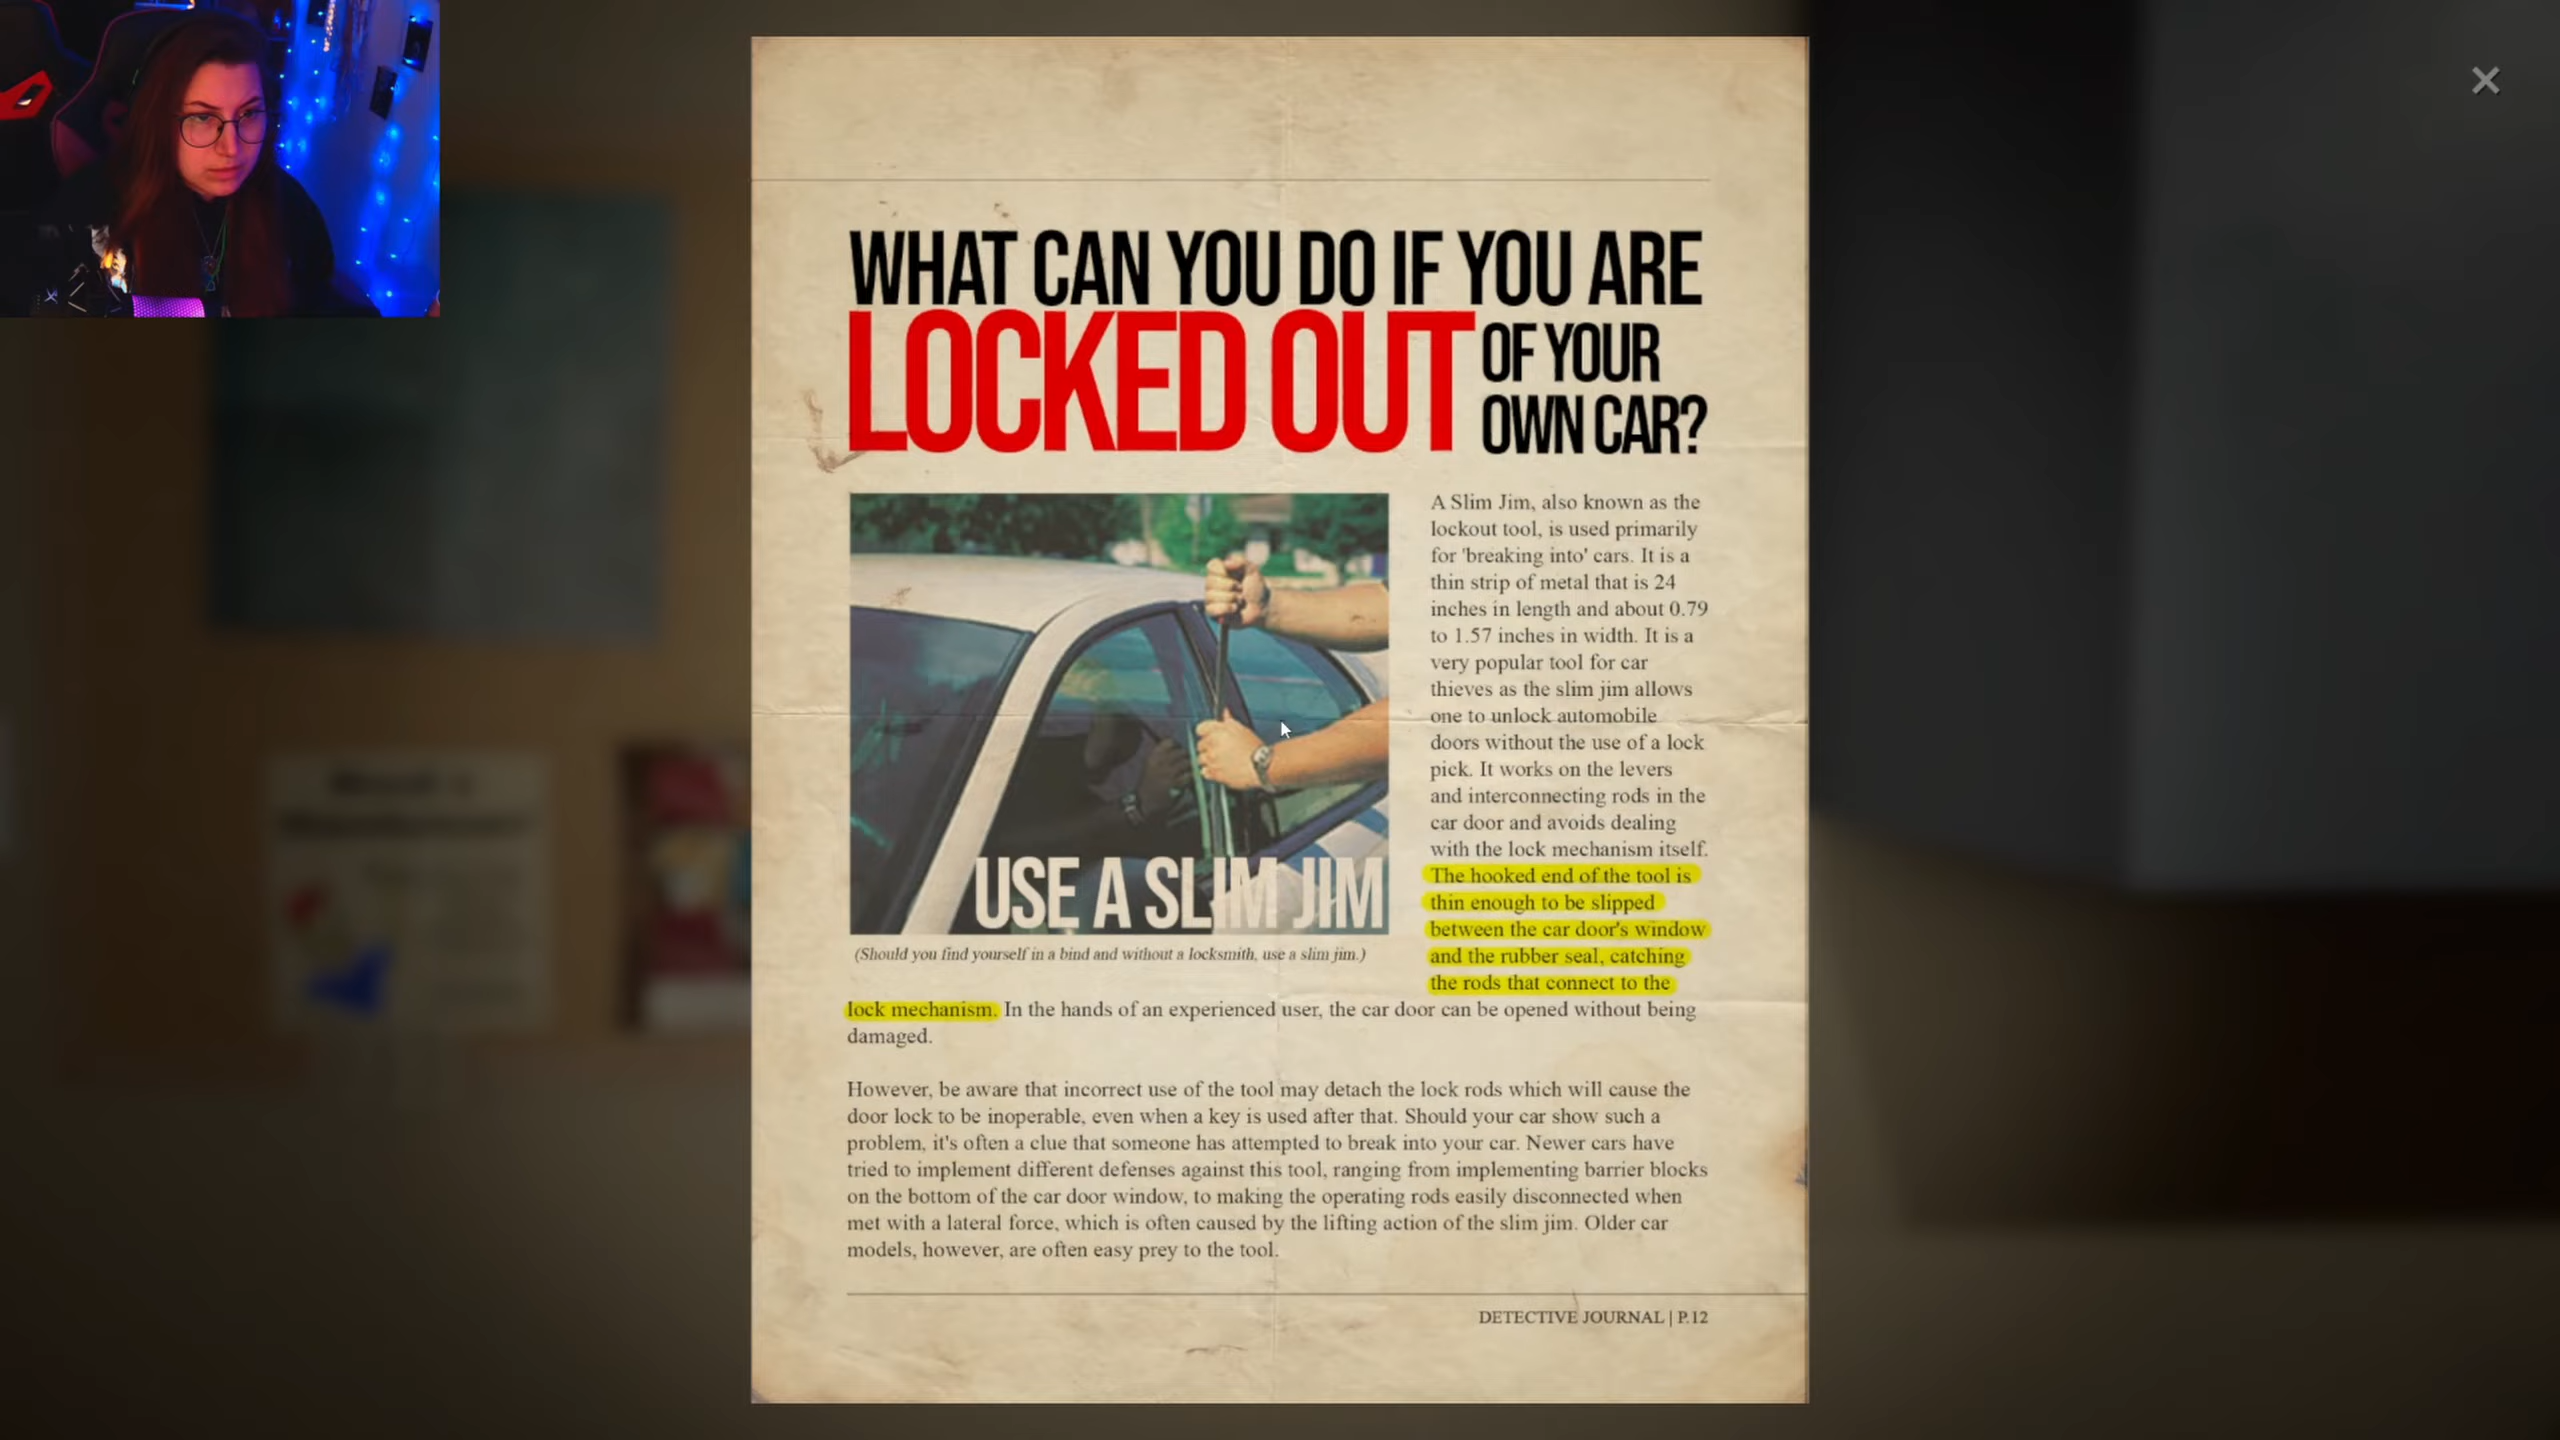 WHAT CAN YOU DO IF YOU ARE
LOCKED OUT OF YOUR
OWN CAR?
USE A SLIM JIM
(Should you find yourself in a bind and without a locksmith, use a slim jim.)
A Slim Jim, also known as the
lockout tool, is used primarily
for 'breaking into' cars. It is a
thin strip of metal that is 24
inches in length and about 0.79
to 1.57 inches in width. It is a
very popular tool for car
thieves as the slim jim allows
one to unlock automobile
doors without the use of a lock
pick. It works on the levers
and interconnecting rods in the
car door and avoids dealing
with the lock mechanism itself.
The hooked end of the tool is
thin enough to be slipped
between the car door's window
and the rubber seal, catching
the rods that connect to the
lock mechanism. In the hands of an experienced user, the car door can be opened without being
damaged.
However, be aware that incorrect use of the tool may detach the lock rods which will cause the
door lock to be inoperable, even when a key is used after that. Should your car show such a
problem, it's often a clue that someone has attempted to break into your car. Newer cars have
tried to implement different defenses against this tool, ranging from implementing barrier blocks
on the bottom of the car door window, to making the operating rods easily disconnected when
met with a lateral force, which is often caused by the lifting action of the slim jim. Older car
models, however, are often easy prey to the tool.
DETECTIVE JOURNAL | P.12